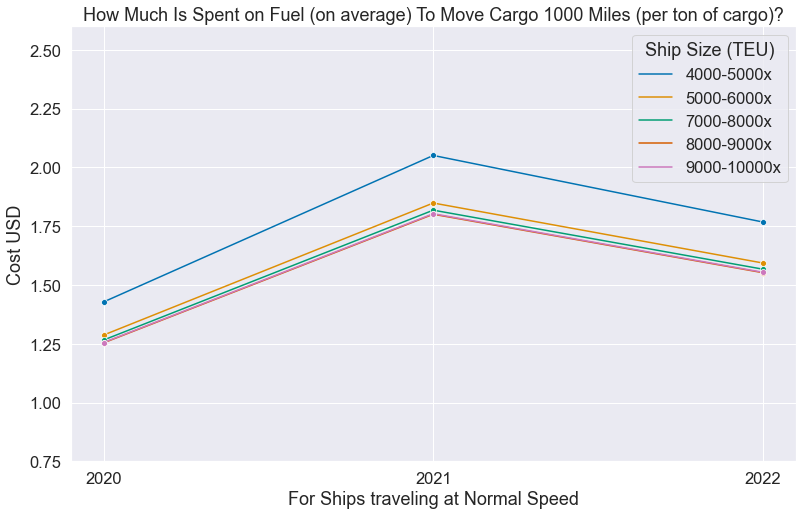 How Much Is Spent on Fuel (on average) To Move Cargo 1000 Miles (per ton of cargo)?
Ship Size (TEU)
4000-5000x
5000-6000x
7000-8000x
8000-9000x
9000-10000x
Cost USD
2.50
2.25
2.00
1.75
1.50
1.25
1.00
0.75
2020 2021 2022
For Ships traveling at Normal Speed